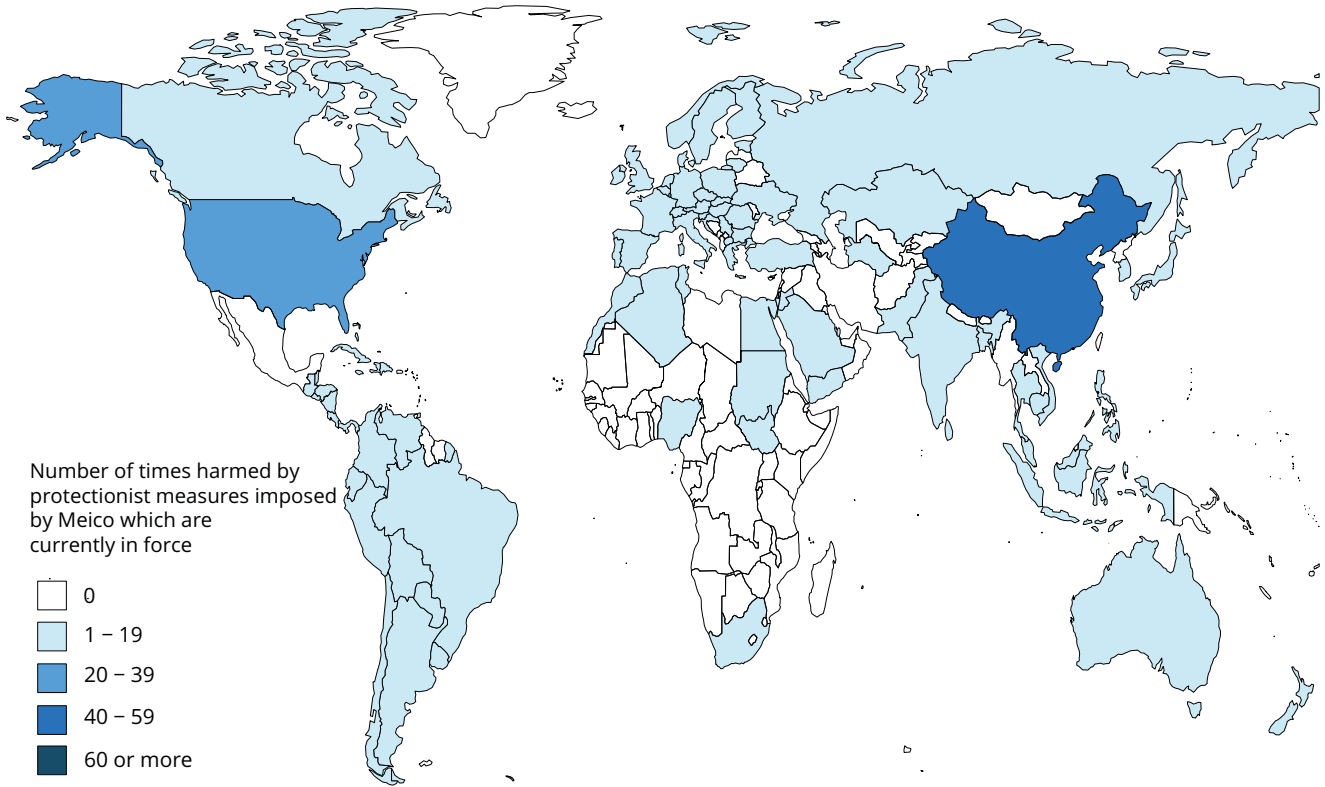 Number of times harmed by
protectionist measures imposed
by Meico which are
currently in force
0
1 – 19
20 – 39
40 – 59
60 or more